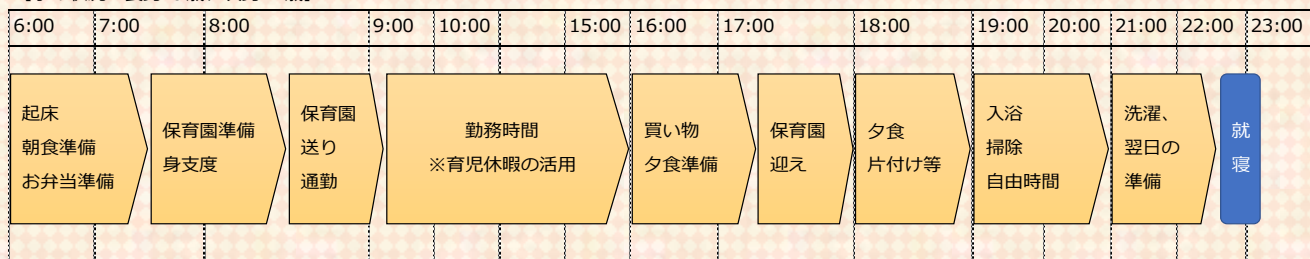 6:00 7:00 8:00 9:00 10:00 15:00 16:00 17:00 18:00 19:00 20:00 21:00 22:00 23:00
起床
朝食準備
お弁当準備
保育園準備
身支度
保育園
送り
通勤
勤務時間
※育児休暇の活用
買い物
夕食準備
保育園
迎え
夕食
片付け等
入浴
掃除
自由時間
洗濯、
翌日の
準備
就
寝